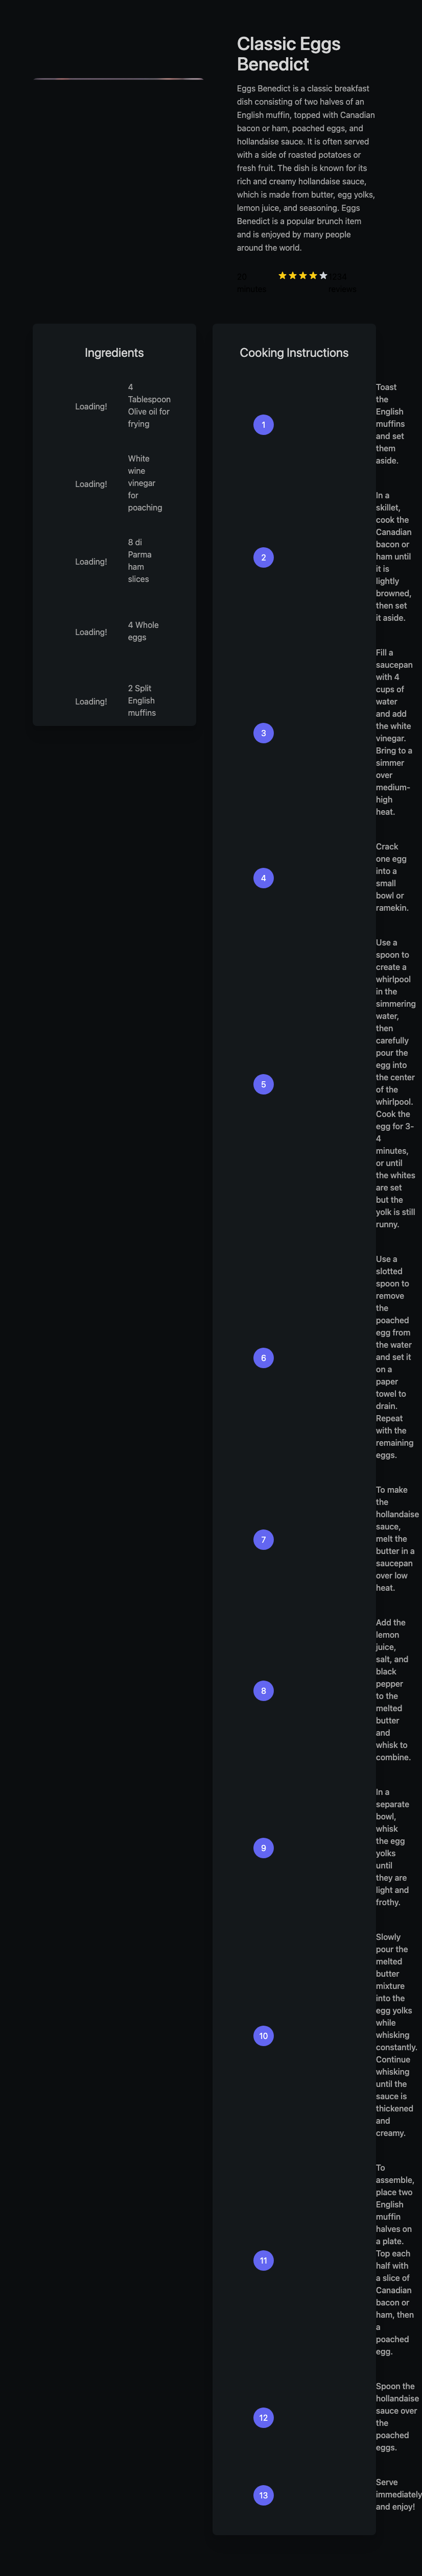 Classic Eggs
Benedict
Eggs Benedict is a classic breakfast
dish consisting of two halves of an
English muffin, topped with Canadian
bacon or ham, poached eggs, and
hollandaise sauce. It is often served
with a side of roasted potatoes or
fresh fruit. The dish is known for its
rich and creamy hollandaise sauce,
which is made from butter, egg yolks,
lemon juice, and seasoning. Eggs
Benedict is a popular brunch item
and is enjoyed by many people
around the world.
Ingredients
Loading!
4
Tablespoon
Olive oil for
frying
Loading!
White
wine
vinegar
for
poaching
Loading!
8 di
Parma
ham
slices
Loading!
4 Whole
eggs
Loading!
2 Split
English
muffins
Cooking Instructions
1
Toast
the
English
muffins
and set
them
aside.
2
In a
skillet,
cook the
Canadian
bacon or
ham until
it is
lightly
browned,
then set
it aside.
3
Fill a
saucepan
with 4
cups of
water
and add
the white
vinegar.
Bring to a
simmer
over
medium-
high
heat.
4
Crack
one egg
into a
small
bowl or
ramekin.
5
Use a
spoon to
create a
whirlpool
in the
simmering
water,
then
carefully
pour the
egg into
the center
of the
whirlpool.
Cook the
egg for 3-
4
minutes,
or until
the whites
are set
but the
yolk is still
runny.
6
Use a
slotted
spoon to
remove
the
poached
egg from
the water
and set it
on a
paper
towel to
drain.
Repeat
with the
remaining
eggs.
7
To make
the
hollandaise
sauce,
melt the
butter in a
saucepan
over low
heat.
8
Add the
lemon
juice,
salt, and
black
pepper
to the
melted
butter
and
whisk to
combine.
9
In a
separate
bowl,
whisk
the egg
yolks
until
they are
light and
frothy.
10
Slowly
pour the
melted
butter
mixture
into the
egg yolks
while
whisking
constantly.
Continue
whisking
until the
sauce is
thickened
and
creamy.
11
To
assemble,
place two
English
muffin
halves on
a plate.
Top each
half with
a slice of
Canadian
bacon or
ham, then
a
poached
egg.
12
Spoon the
hollandaise
sauce over
the
poached
eggs.
13
Serve
immediately
and enjoy!